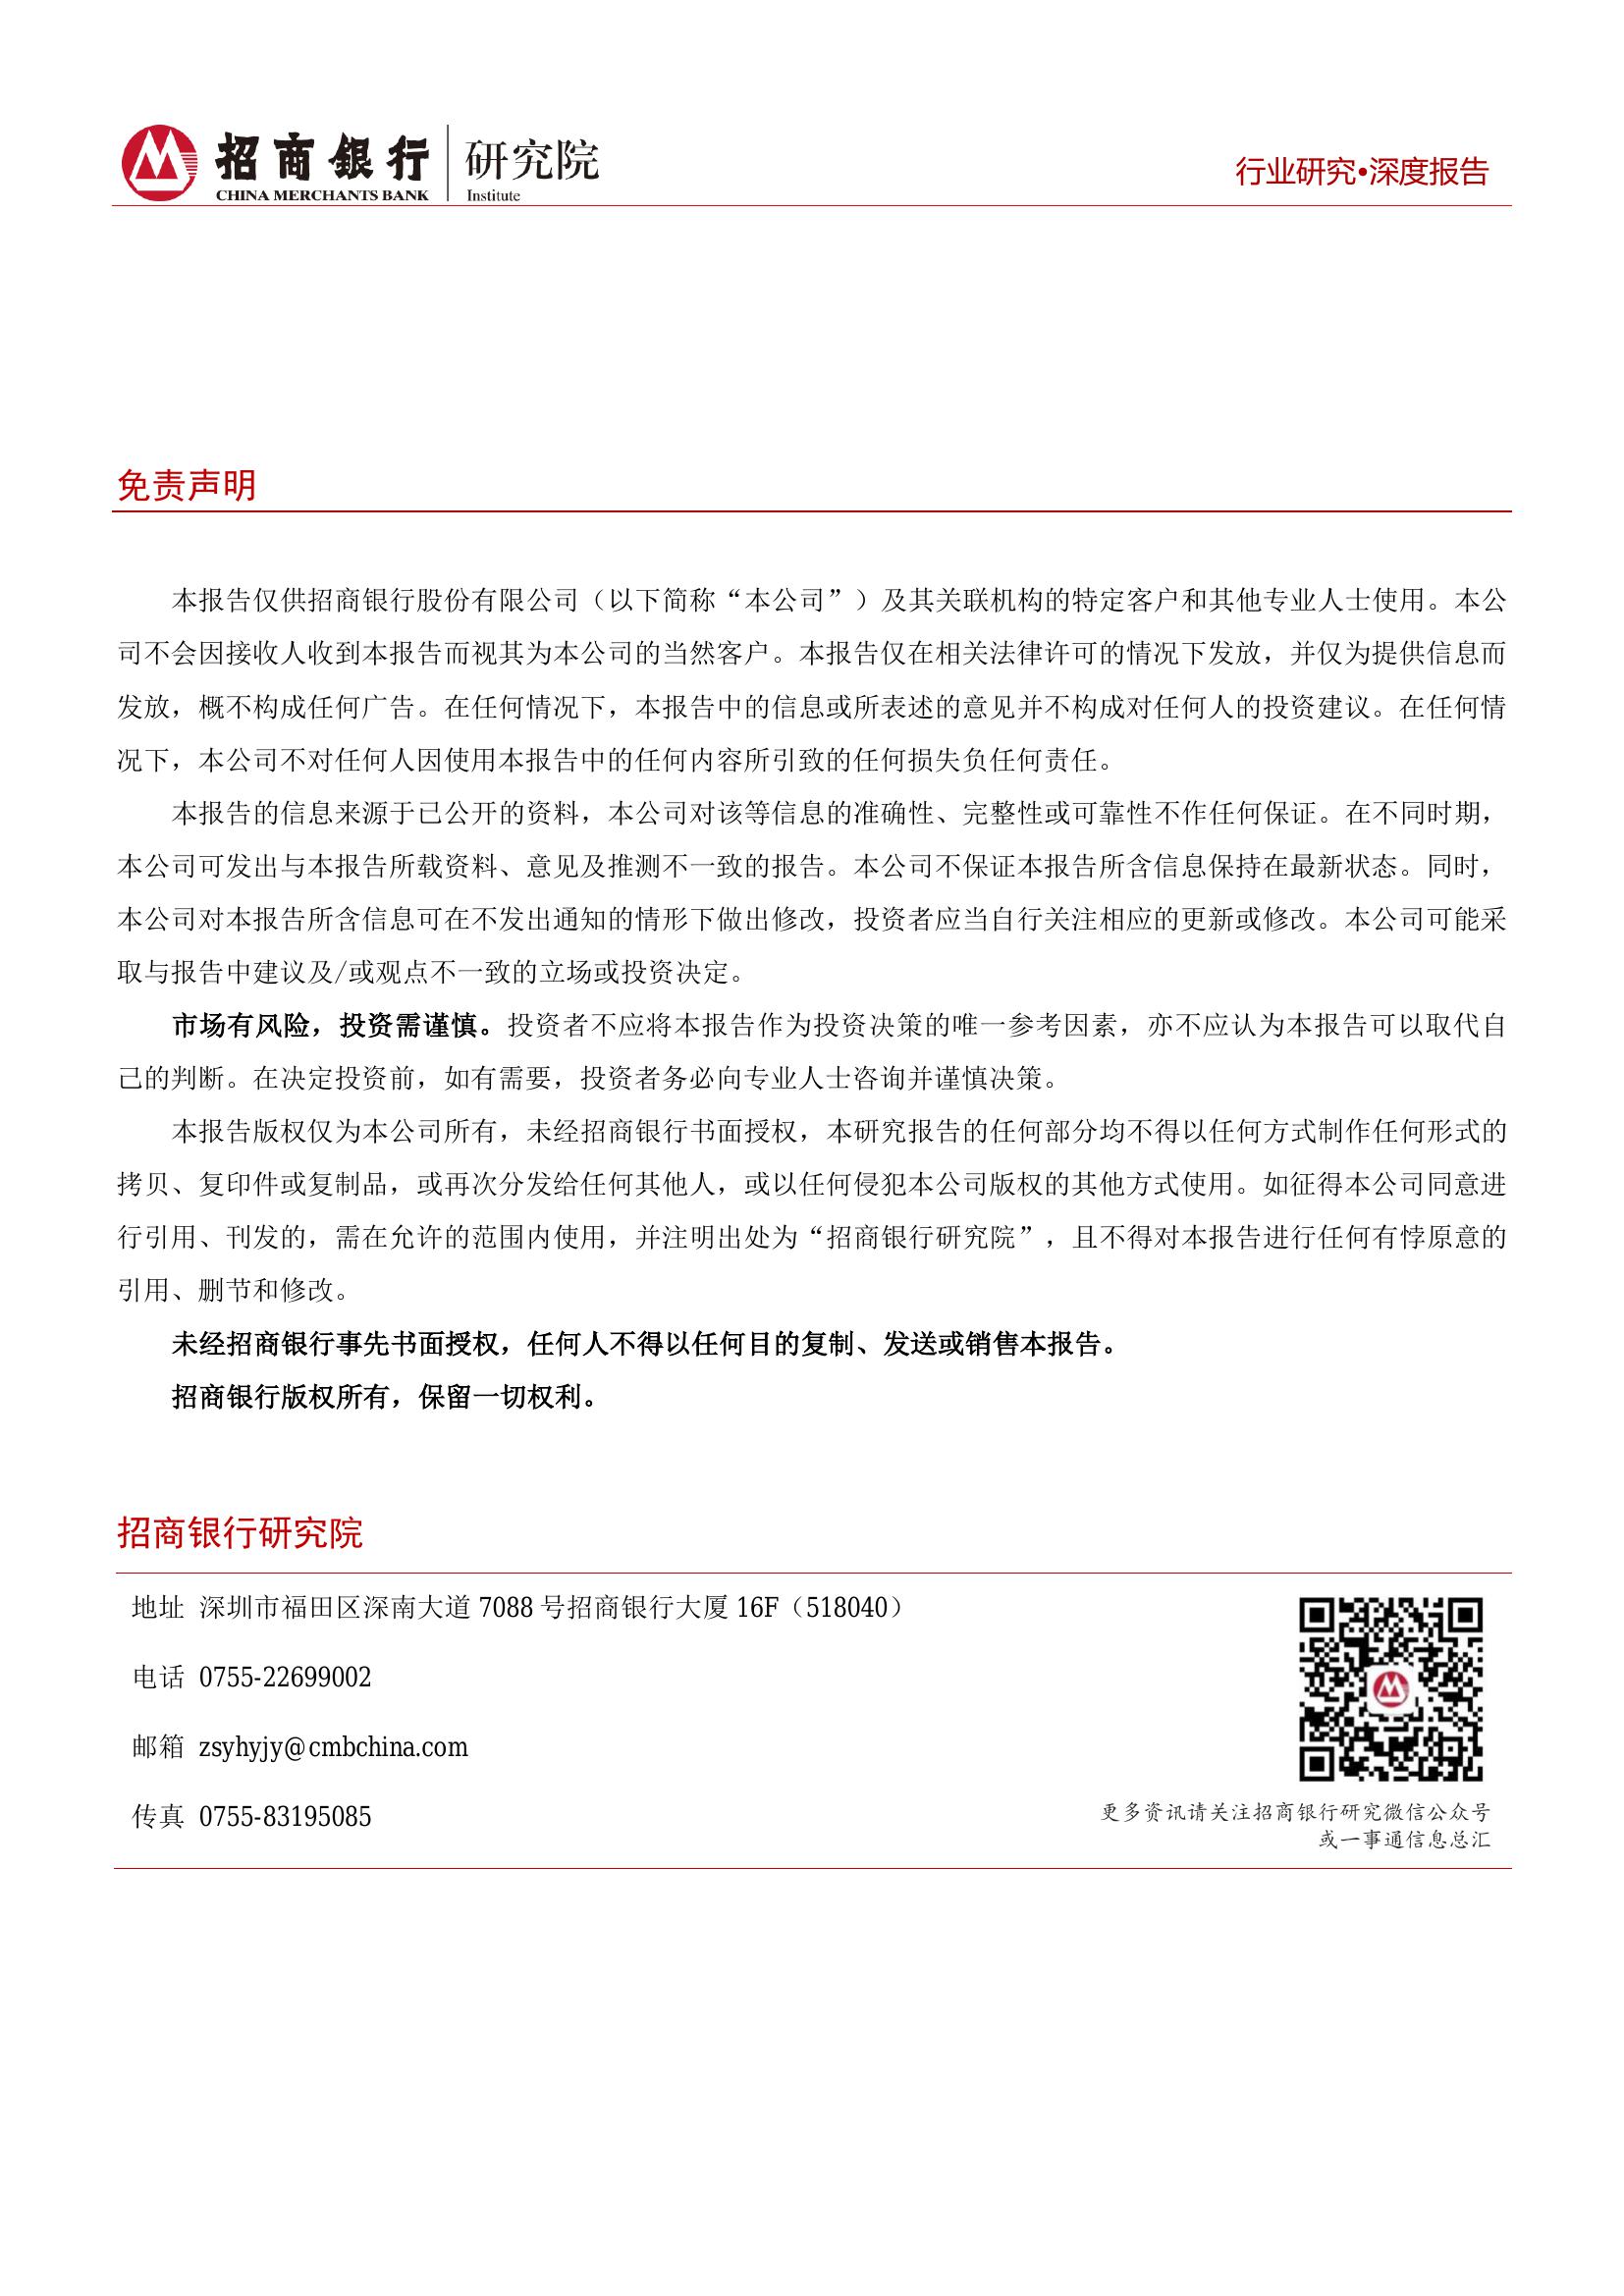 招商银行 研究院
CHINA MERCHANTS BANK Institute
行业研究•深度报告
免责声明
本报告仅供招商银行股份有限公司（以下简称“本公司”）及其关联机构的特定客户和其他专业人士使用。本公
司不会因接收人收到本报告而视其为本公司的当然客户。本报告仅在相关法律许可的情况下发放，并仅为提供信息而
发放，概不构成任何广告。在任何情况下，本报告中的信息或所表述的意见并不构成对任何人的投资建议。在任何情
况下，本公司不对任何人因使用本报告中的任何内容所引致的任何损失负任何责任。
本报告的信息来源于已公开的资料，本公司对该等信息的准确性、完整性或可靠性不作任何保证。在不同时期，
本公司可发出与本报告所载资料、意见及推测不一致的报告。本公司不保证本报告所含信息保持在最新状态。同时，
本公司对本报告所含信息可在不发出通知的情形下做出修改，投资者应当自行关注相应的更新或修改。本公司可能采
取与报告中建议及/或观点不一致的立场或投资决定。
市场有风险，投资需谨慎。投资者不应将本报告作为投资决策的唯一参考因素，亦不应认为本报告可以取代自
己的判断。在决定投资前，如有需要，投资者务必向专业人士咨询并谨慎决策。
本报告版权仅为本公司所有，未经招商银行书面授权，本研究报告的任何部分均不得以任何方式制作任何形式的
拷贝、复印件或复制品，或再次分发给任何其他人，或以任何侵犯本公司版权的其他方式使用。如征得本公司同意进
行引用、刊发的，需在允许的范围内使用，并注明出处为“招商银行研究院”，且不得对本报告进行任何有悖原意的
引用、删节和修改。
未经招商银行事先书面授权，任何人不得以任何目的复制、发送或销售本报告。
招商银行版权所有，保留一切权利。
招商银行研究院
地址 深圳市福田区深南大道 7088 号招商银行大厦 16F（518040）
电话 0755-22699002
邮箱 zsyhyjy@cmbchina.com
传真 0755-83195085
更多资讯请关注招商银行研究微信公众号
或一事通信息总汇